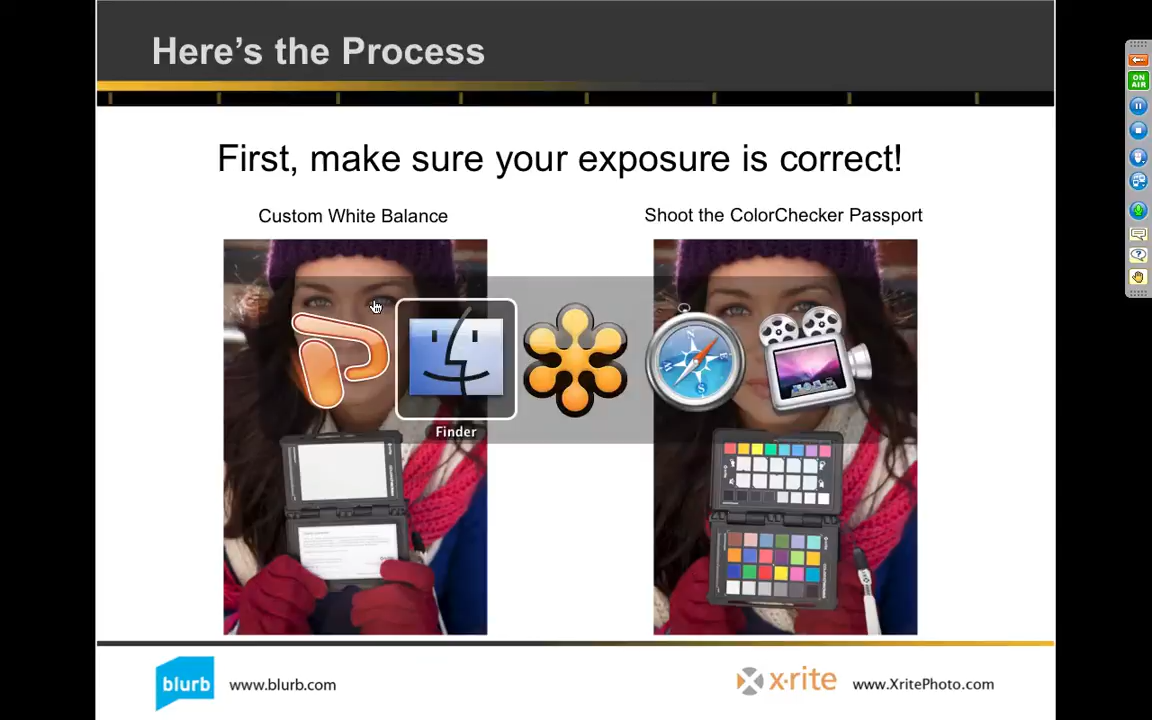 Here's the Process
ON
AIR
First, make sure your exposure is correct!
Custom White Balance
Shoot the ColorChecker Passport
Finder
blurb
www.blurb.com
x·rite
www.XritePhoto.com